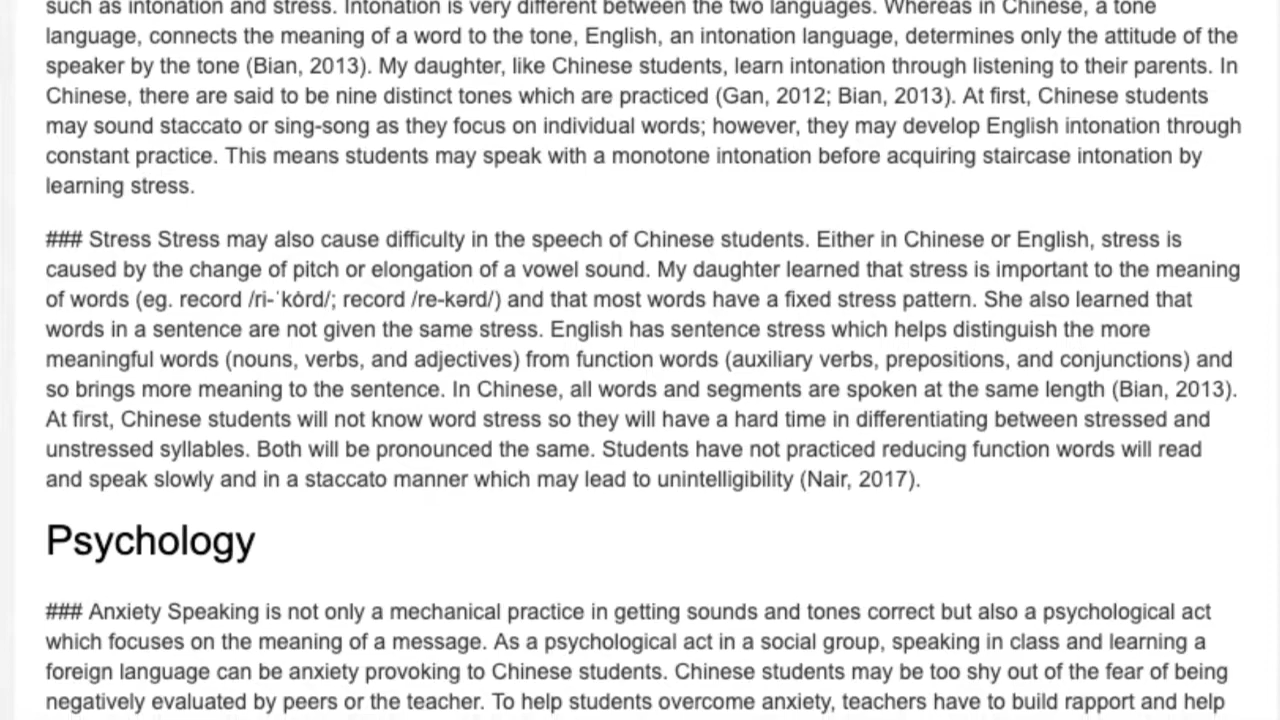 such as intonation and stress. Intonation is very different between the two languages. Whereas in Chinese, a tone
language, connects the meaning of a word to the tone, English, an intonation language, determines only the attitude of the
speaker by the tone (Bian, 2013). My daughter, like Chinese students, learn intonation through listening to their parents. In
Chinese, there are said to be nine distinct tones which are practiced (Gan, 2012; Bian, 2013). At first, Chinese students
may sound staccato or sing-song as they focus on individual words; however, they may develop English intonation through
constant practice. This means students may speak with a monotone intonation before acquiring staircase intonation by
learning stress.
### Stress Stress may also cause difficulty in the speech of Chinese students. Either in Chinese or English, stress is
caused by the change of pitch or elongation of a vowel sound. My daughter learned that stress is important to the meaning
of words (eg. record /ri-ˈkȯrd/; record /re-kərd/) and that most words have a fixed stress pattern. She also learned that
words in a sentence are not given the same stress. English has sentence stress which helps distinguish the more
meaningful words (nouns, verbs, and adjectives) from function words (auxiliary verbs, prepositions, and conjunctions) and
so brings more meaning to the sentence. In Chinese, all words and segments are spoken at the same length (Bian, 2013).
At first, Chinese students will not know word stress so they will have a hard time in differentiating between stressed and
unstressed syllables. Both will be pronounced the same. Students have not practiced reducing function words will read
and speak slowly and in a staccato manner which may lead to unintelligibility (Nair, 2017).
Psychology
### Anxiety Speaking is not only a mechanical practice in getting sounds and tones correct but also a psychological act
which focuses on the meaning of a message. As a psychological act in a social group, speaking in class and learning a
foreign language can be anxiety provoking to Chinese students. Chinese students may be too shy out of the fear of being
negatively evaluated by peers or the teacher. To help students overcome anxiety, teachers have to build rapport and help